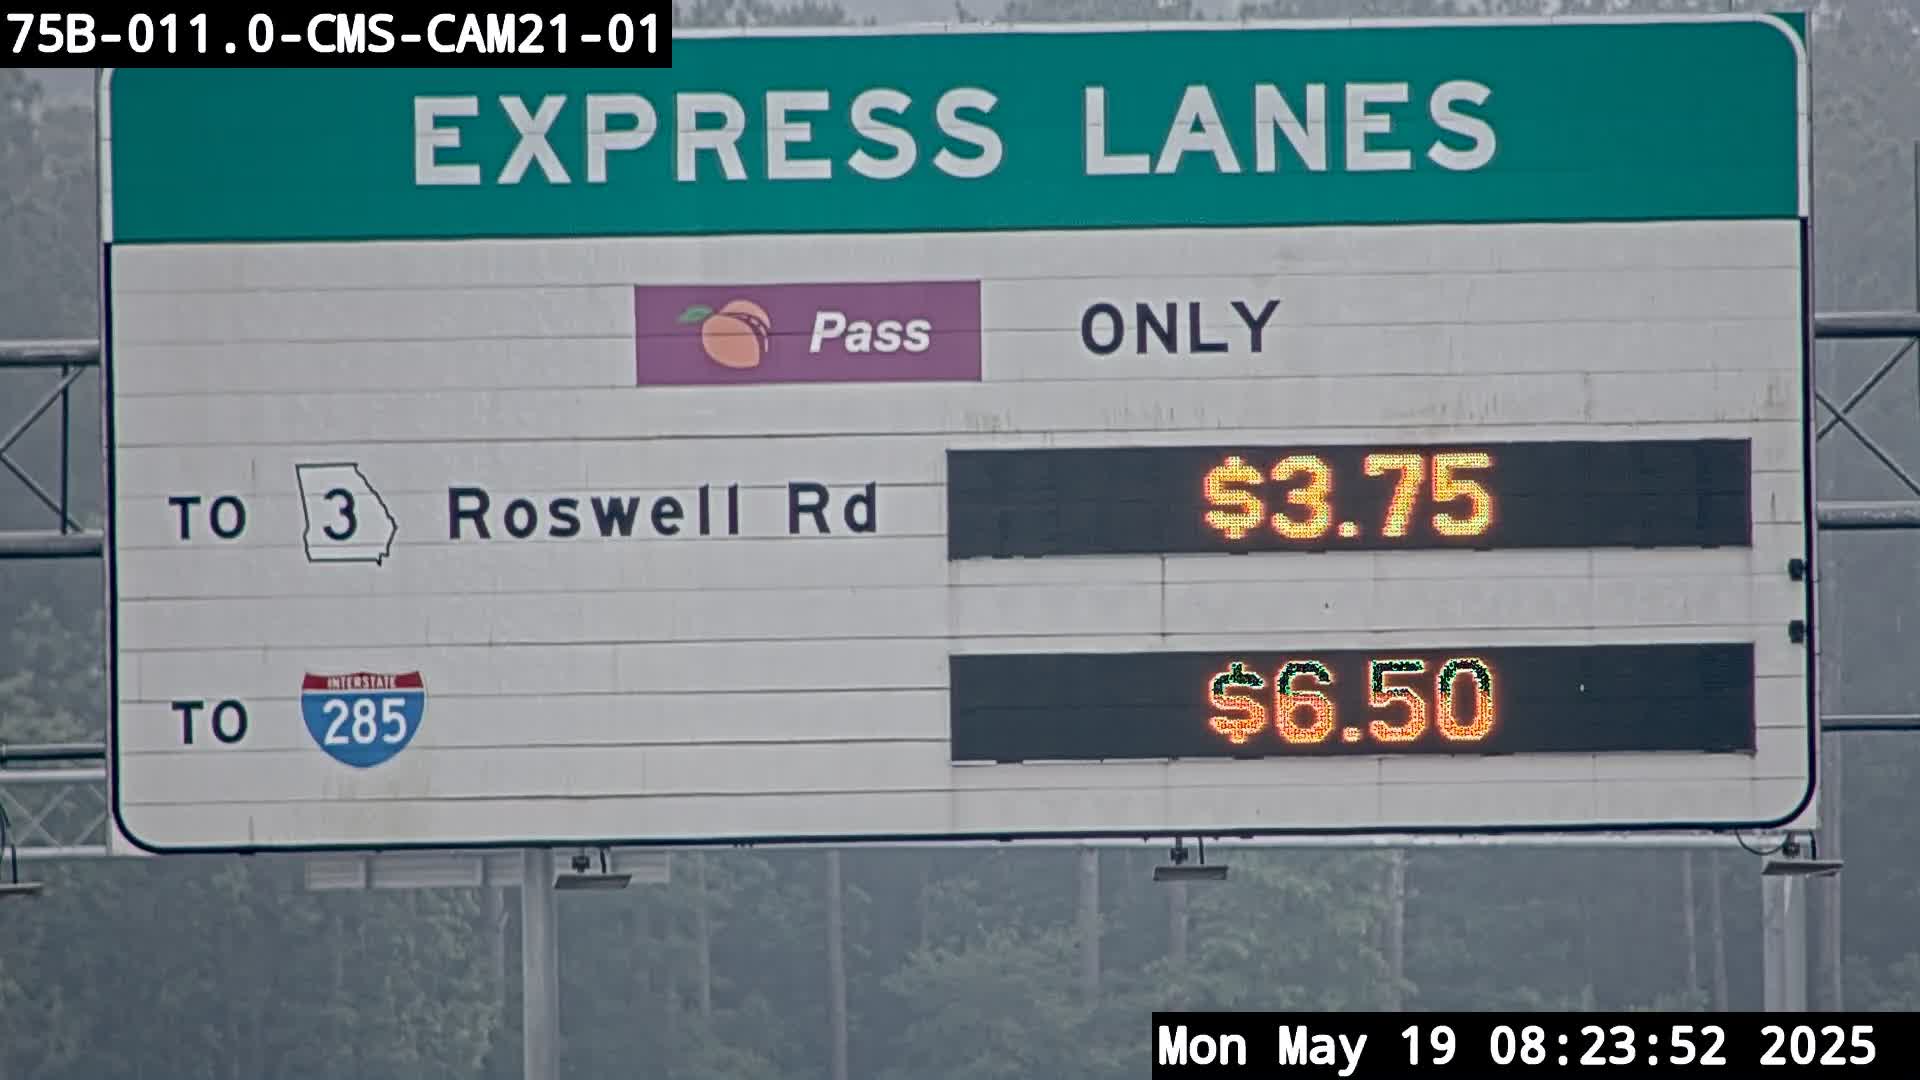 75B-011.0-CMS-CAM21-01
EXPRESS LANES
Pass ONLY
TO 3 Roswell Rd $3.75
TO INTERSTATE 285 $6.50
Mon May 19 08:23:52 2025